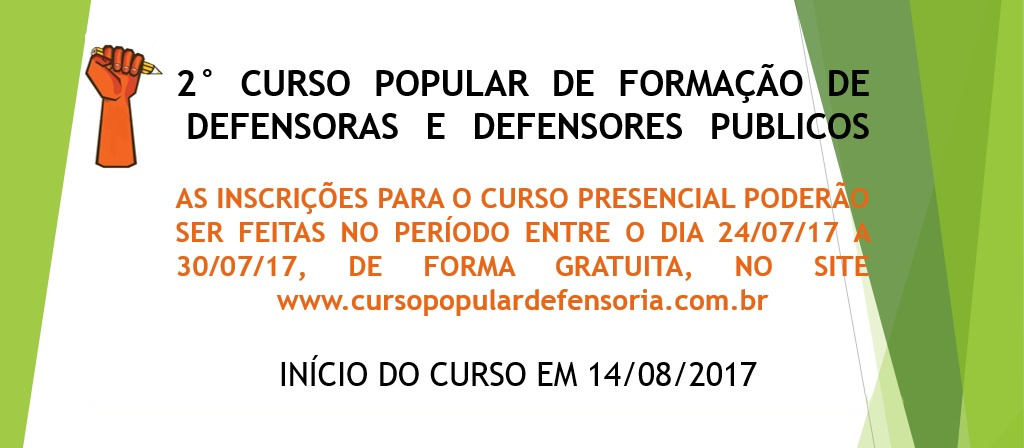 2° CURSO POPULAR DE FORMAÇÃO DE
DEFENSORAS E DEFENSORES PUBLICOS
AS INSCRIÇÕES PARA O CURSO PRESENCIAL PODERÃO
SER FEITAS NO PERÍODO ENTRE O DIA 24/07/17 A
30/07/17, DE FORMA GRATUITA, NO SITE
www.cursopopulardefensoria.com.br
INÍCIO DO CURSO EM 14/08/2017